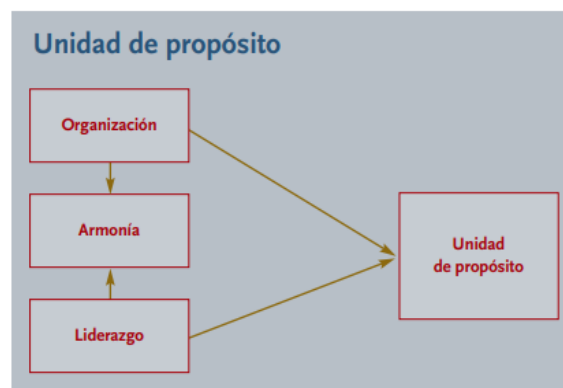 Unidad de propósito
Organización
Armonía
Liderazgo
Unidad
de propósito